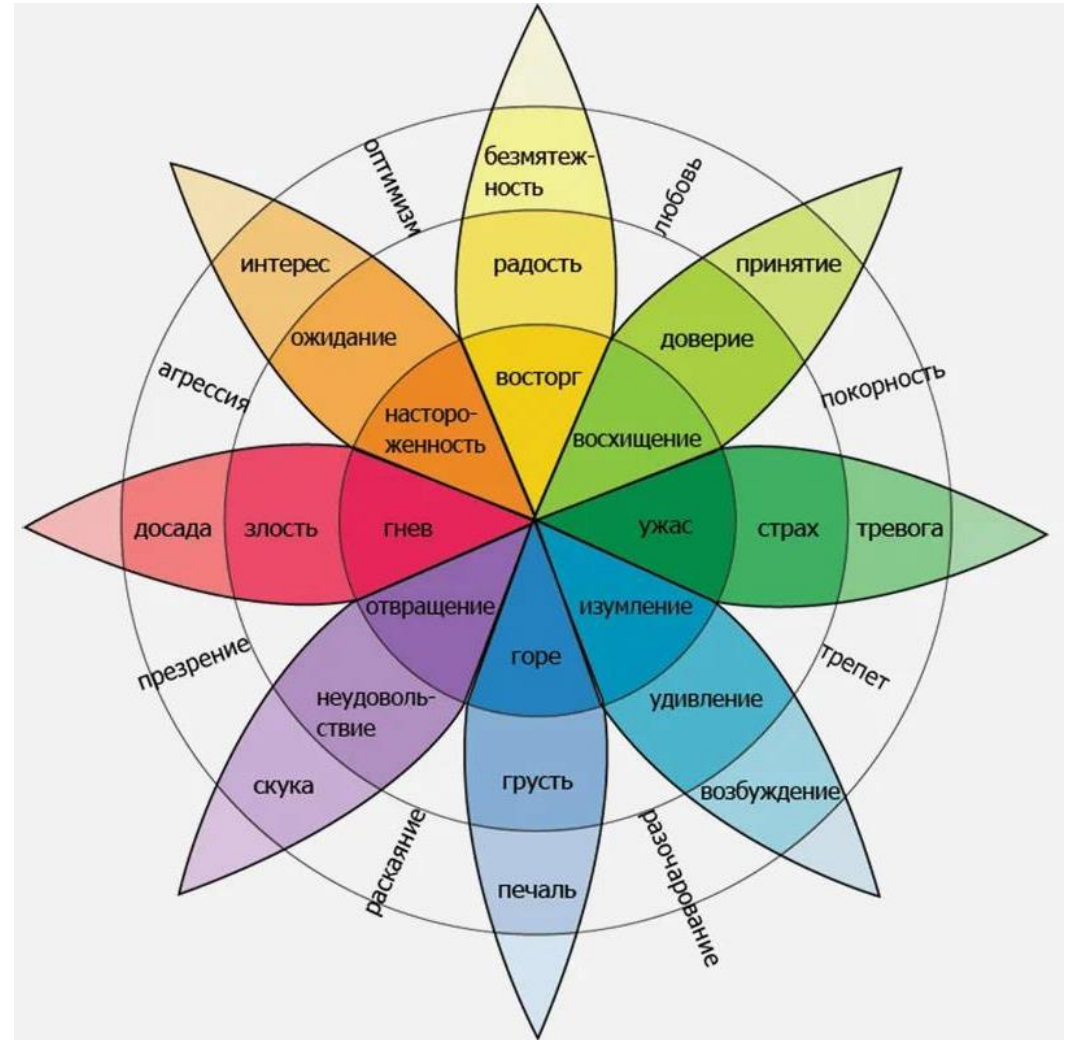 оптимизм
безмятеж-
ность
любовь
интерес
радость
принятие
ожидание
доверие
агрессия
восторг
покорность
насторо-
женность
восхищение
досада
злость
гнев
ужас
страх
тревога
отвращение
изумление
презрение
горе
трепет
неудоволь-
ствие
удивление
скука
грусть
возбуждение
раскаяние
печаль
разочарование